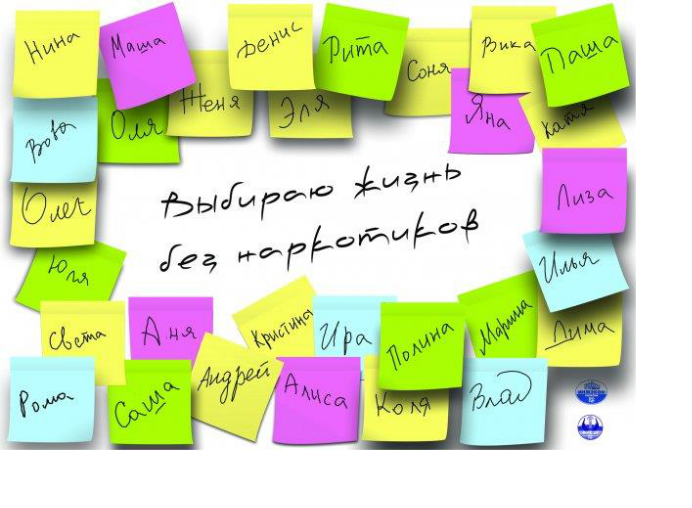 Нина
Маша
Денис
Рита
Соня
Вика
Паша
Вова
Оля
Женя
Эля
Яна
Катя
Олег
Лиза
Выбираю жизнь
без наркотиков
Юля
Илья
Света
Аня
Кристина
Ира
Полина
Марина
Дима
Рома
Саша
Андрей
Алиса
Коля
Влад